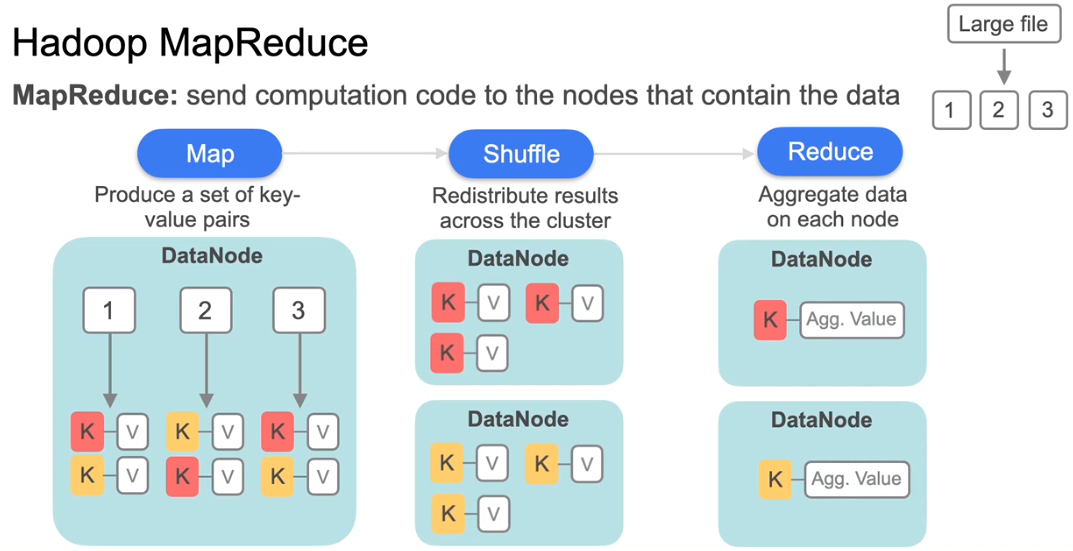 Hadoop MapReduce
Large file
MapReduce: send computation code to the nodes that contain the data
1 2 3
Map
Shuffle
Reduce
Produce a set of key-
value pairs
Redistribute results
across the cluster
Aggregate data
on each node
DataNode
1 2 3
K V K V K V
K V K V K V
DataNode
K V K V
K V
DataNode
K V K V
K V
DataNode
K Agg. Value
DataNode
K Agg. Value